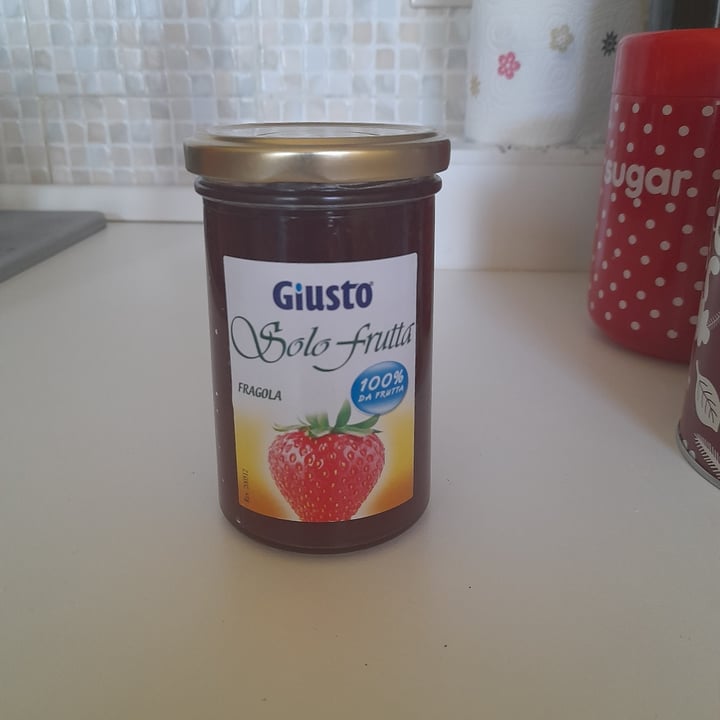 Giusto
Solo frutta
FRAGOLA
100%
DA FRUTTA
sugar